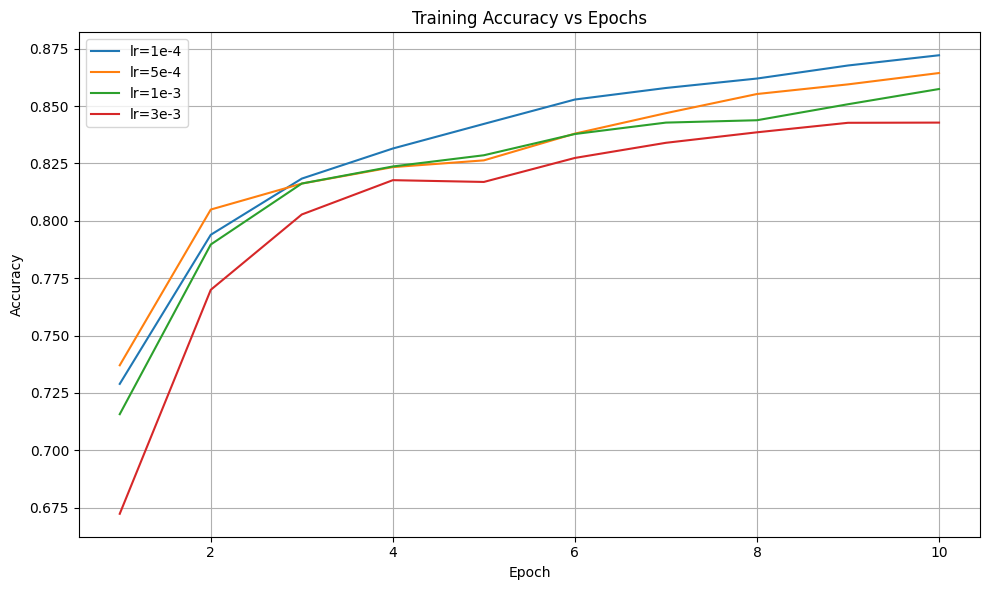 Training Accuracy vs Epochs
lr=1e-4
lr=5e-4
lr=1e-3
lr=3e-3
0.875
0.850
0.825
0.800
0.775
0.750
0.725
0.700
0.675
Accuracy
2 4 6 8 10
Epoch